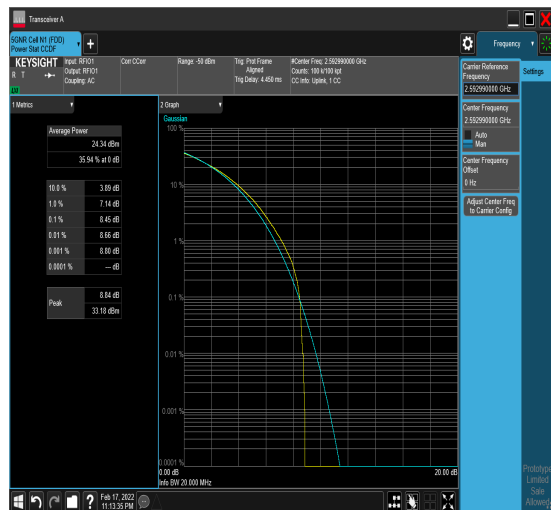 Transceiver A
5GNR Cell N1 (FDD)
Power Stat CCDF
Frequency
KEYSIGHT
R T
Input: RFIO1
Output: RFIO1
Coupling: AC
Corr CCorr
Range: -50 dBm
Trig: Prot Frame
Aligned
Trig Delay: 4.450 ms
#Center Freq: 2.592990000 GHz
Counts: 100 k/100 kpt
CC Info: Uplink, 1 CC
Carrier Reference
Frequency
2.592990000 GHz
Settings
Center Frequency
2.592990000 GHz
Auto
Man
Center Frequency
Offset
0 Hz
Adjust Center Freq
to Carrier Config
1 Metrics
Average Power
24.34 dBm
35.94 % at 0 dB
10.0 % 3.89 dB
1.0 % 7.14 dB
0.1 % 8.45 dB
0.01 % 8.66 dB
0.001 % 8.80 dB
0.0001 % --- dB
Peak
8.84 dB
33.18 dBm
2 Graph
Gaussian
100 %
10 %
1 %
0.1 %
0.01 %
0.001 %
0.0001 %
0.00 dB
20.00 dB
Info BW 20.000 MHz
Prototype
Limited
Sale
Allowed
?
Feb 17, 2022
11:13:35 PM